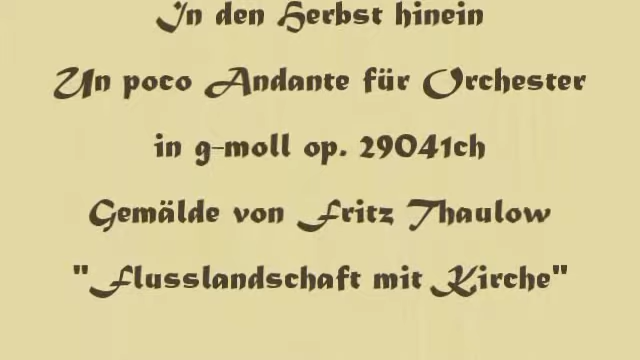 In den Herbst hinein
Un poco Andante für Orchester
in g-moll op. 29041ch
Gemälde von Fritz Thaulow
"Flusslandschaft mit Kirche"